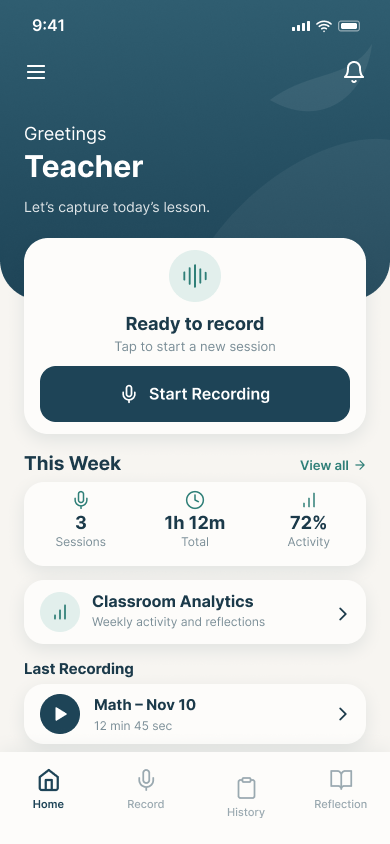 9:41
Greetings
Teacher
Let’s capture today’s lesson.
Ready to record
Tap to start a new session
Start Recording
This Week
View all →
3
Sessions
1h 12m
Total
72%
Activity
Classroom Analytics
Weekly activity and reflections
Last Recording
Math – Nov 10
12 min 45 sec
Home
Record
History
Reflection